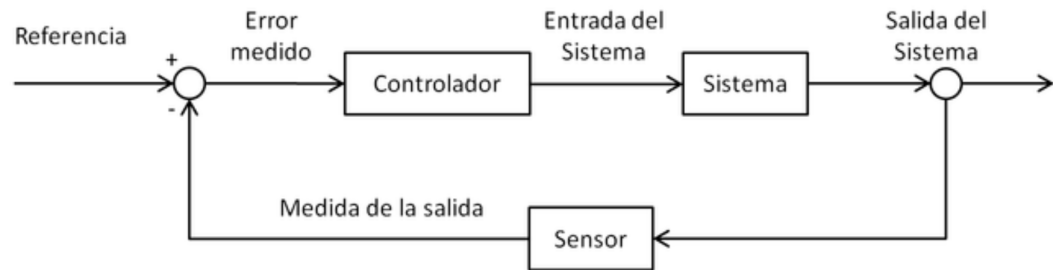 Referencia
Error
medido
Entrada del
Sistema
Salida del
Sistema
+
-
Controlador
Sistema
Medida de la salida
Sensor